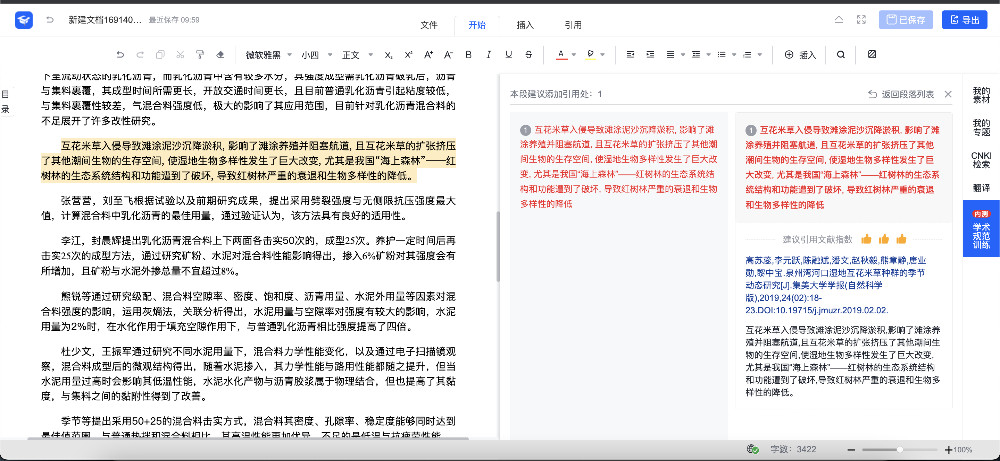 新建文档169140...
最近保存 09:59
文件
开始
插入
引用
已保存
导出
微软雅黑
小四
正文
插入
目
录
下呈流动状态的乳化沥青，而乳化沥青中含有较多水分，其强度成型需乳化沥青破乳后，沥青
与集料裹覆，其成型时间所需更长，开放交通时间更长，且目前普通乳化沥青引起粘度较低，
与集料裹覆性较差，气混合料强度低，极大的影响了其应用范围，目前针对乳化沥青混合料的
不足展开了许多改性研究。
互花米草入侵导致滩涂泥沙沉降淤积, 影响了滩涂养殖并阻塞航道, 且互花米草的扩张挤压
了其他潮间生物的生存空间, 使湿地生物多样性发生了巨大改变, 尤其是我国“海上森林”——红
树林的生态系统结构和功能遭到了破坏, 导致红树林严重的衰退和生物多样性的降低。
张营营，刘至飞根据试验以及前期研究成果，提出采用劈裂强度与无侧限抗压强度最大
值，计算混合料中乳化沥青的最佳用量，通过验证认为，该方法具有良好的适用性。
李江，封晨辉提出乳化沥青混合料上下两面各击实50次的，成型25次。养护一定时间后再
击实25次的成型方法，通过研究矿粉、水泥对混合料性能影响得出，掺入6%矿粉对其强度会有
所增加，且矿粉与水泥外掺总量不宜超过8%。
熊锐等通过研究级配、混合料空隙率、密度、饱和度、沥青用量、水泥外用量等因素对混
合料强度的影响，运用灰熵法，关联分析得出，水泥用量与空隙率对强度有较大的影响，水泥
用量为2%时，在水化作用于填充空隙作用下，与普通乳化沥青相比强度提高了四倍。
杜少文，王振军通过研究不同水泥用量下，混合料力学性能变化，以及通过电子扫描镜观
察，混合料成型后的微观结构得出，随着水泥掺入，其力学性能与路用性能都随之提升，但当
水泥用量过高时会影响其低温性能，水泥水化产物与沥青胶浆属于物理结合，但也提高了其黏
度，与集料之间的黏附性得到了改善。
季节等提出采用50+25的混合料击实方式，混合料其密度、孔隙率、稳定度能够同时达到
最佳值范围，与普通热拌和混合料相比，其高温性能更加优异，不足的是低温与抗疲劳性能
本段建议添加引用处：1
返回段落列表
1 互花米草入侵导致滩涂泥沙沉降淤积, 影响了滩
涂养殖并阻塞航道, 且互花米草的扩张挤压了其他潮
间生物的生存空间, 使湿地生物多样性发生了巨大改
变, 尤其是我国“海上森林”——红树林的生态系统结
构和功能遭到了破坏, 导致红树林严重的衰退和生物
多样性的降低
1 互花米草入侵导致滩涂泥沙沉降淤积, 影响了滩
涂养殖并阻塞航道, 且互花米草的扩张挤压了其他
潮间生物的生存空间, 使湿地生物多样性发生了巨
大改变, 尤其是我国“海上森林”——红树林的生态系
统结构和功能遭到了破坏, 导致红树林严重的衰退
和生物多样性的降低
建议引用文献指数
高苏蕊,李元跃,陈融斌,潘文,赵秋毅,熊章静,唐业
勋,黎中宝.泉州湾河口湿地互花米草种群的季节
动态研究[J].集美大学学报(自然科学
版),2019,24(02):18-
23.DOI:10.19715/j.jmuzr.2019.02.02.
互花米草入侵导致滩涂泥沙沉降淤积,影响了滩涂养
殖并阻塞航道,且互花米草的扩张挤压了其他潮间生
物的生存空间,使湿地生物多样性发生了巨大改变,
尤其是我国“海上森林”——红树林的生态系统结构
和功能遭到了破坏,导致红树林严重的衰退和生物多
样性的降低。
我的
素材
我的
专题
CNKI
检索
翻译
内测
学术
规范
训练
字数：3422
100%